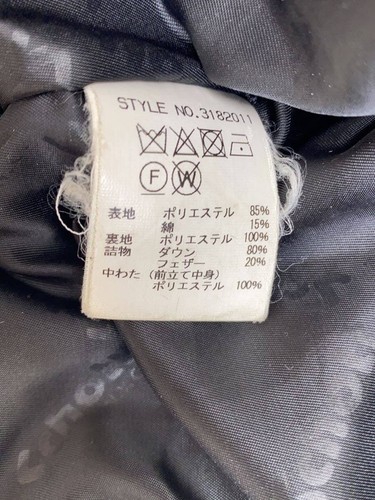 STYLE NO.3182011
F W
表地 ポリエステル 85%
綿 15%
裏地 ポリエステル 100%
詰物 ダウン 80%
フェザー 20%
中わた (前立て中身)
ポリエステル 100%